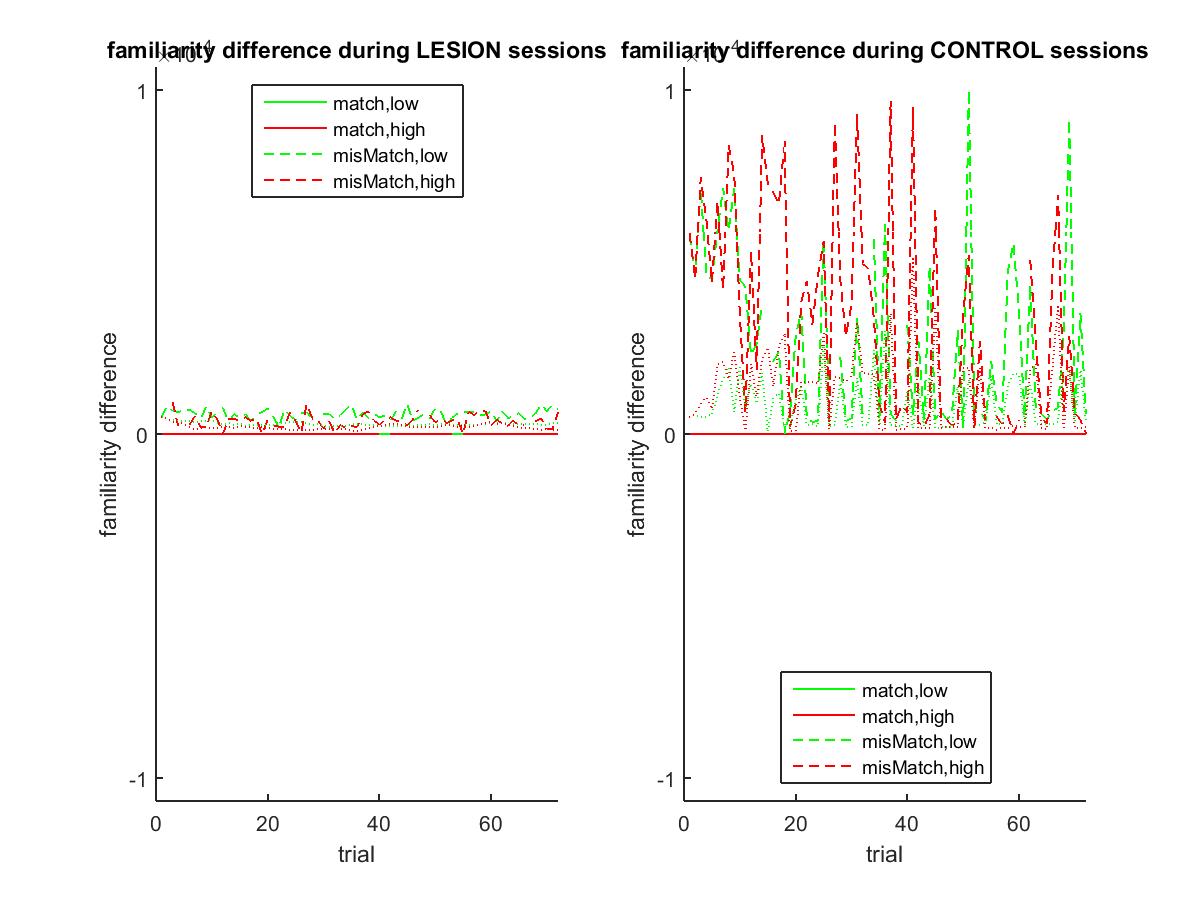 familiarity difference during LESION sessions
1
0
-1
familiarity difference
match,low
match,high
misMatch,low
misMatch,high
0 20 40 60
trial
familiarity difference during CONTROL sessions
1
0
-1
familiarity difference
match,low
match,high
misMatch,low
misMatch,high
0 20 40 60
trial